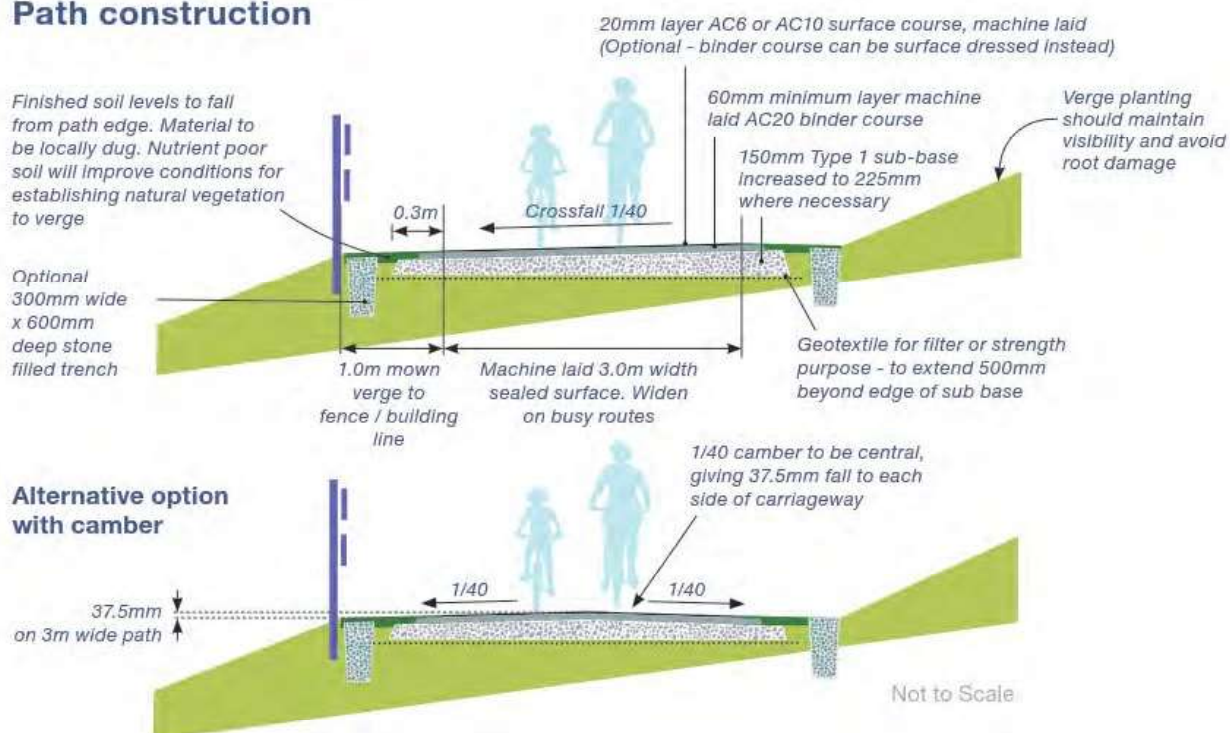 Path construction
20mm layer AC6 or AC10 surface course, machine laid
(Optional - binder course can be surface dressed instead)
Finished soil levels to fall
from path edge. Material to
be locally dug. Nutrient poor
soil will improve conditions for
establishing natural vegetation
to verge
60mm minimum layer machine
laid AC20 binder course
Verge planting
should maintain
visibility and avoid
root damage
150mm Type 1 sub-base
increased to 225mm
where necessary
0.3m
Crossfall 1/40
Optional
300mm wide
x 600mm
deep stone
filled trench
1.0m mown
verge to
fence / building
line
Machine laid 3.0m width
sealed surface. Widen
on busy routes
Geotextile for filter or strength
purpose - to extend 500mm
beyond edge of sub base
Alternative option
with camber
1/40 camber to be central,
giving 37.5mm fall to each
side of carriageway
1/40
1/40
37.5mm
on 3m wide path
Not to Scale